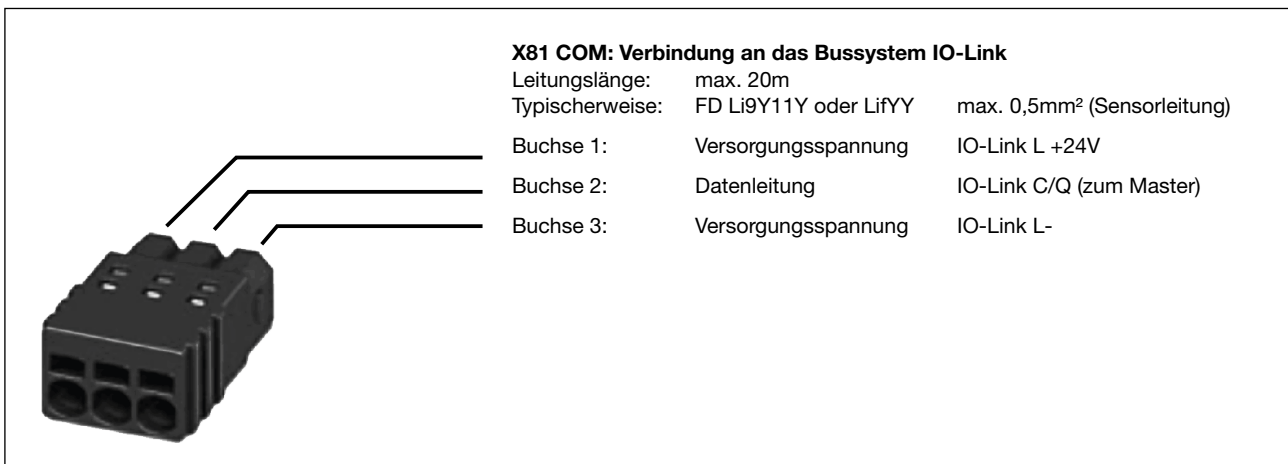 X81 COM: Verbindung an das Bussystem IO-Link
Leitungslänge: max. 20m
Typischerweise: FD Li9Y11Y oder LifYY max. 0,5mm² (Sensorleitung)
Buchse 1: Versorgungsspannung IO-Link L +24V
Buchse 2: Datenleitung IO-Link C/Q (zum Master)
Buchse 3: Versorgungsspannung IO-Link L-